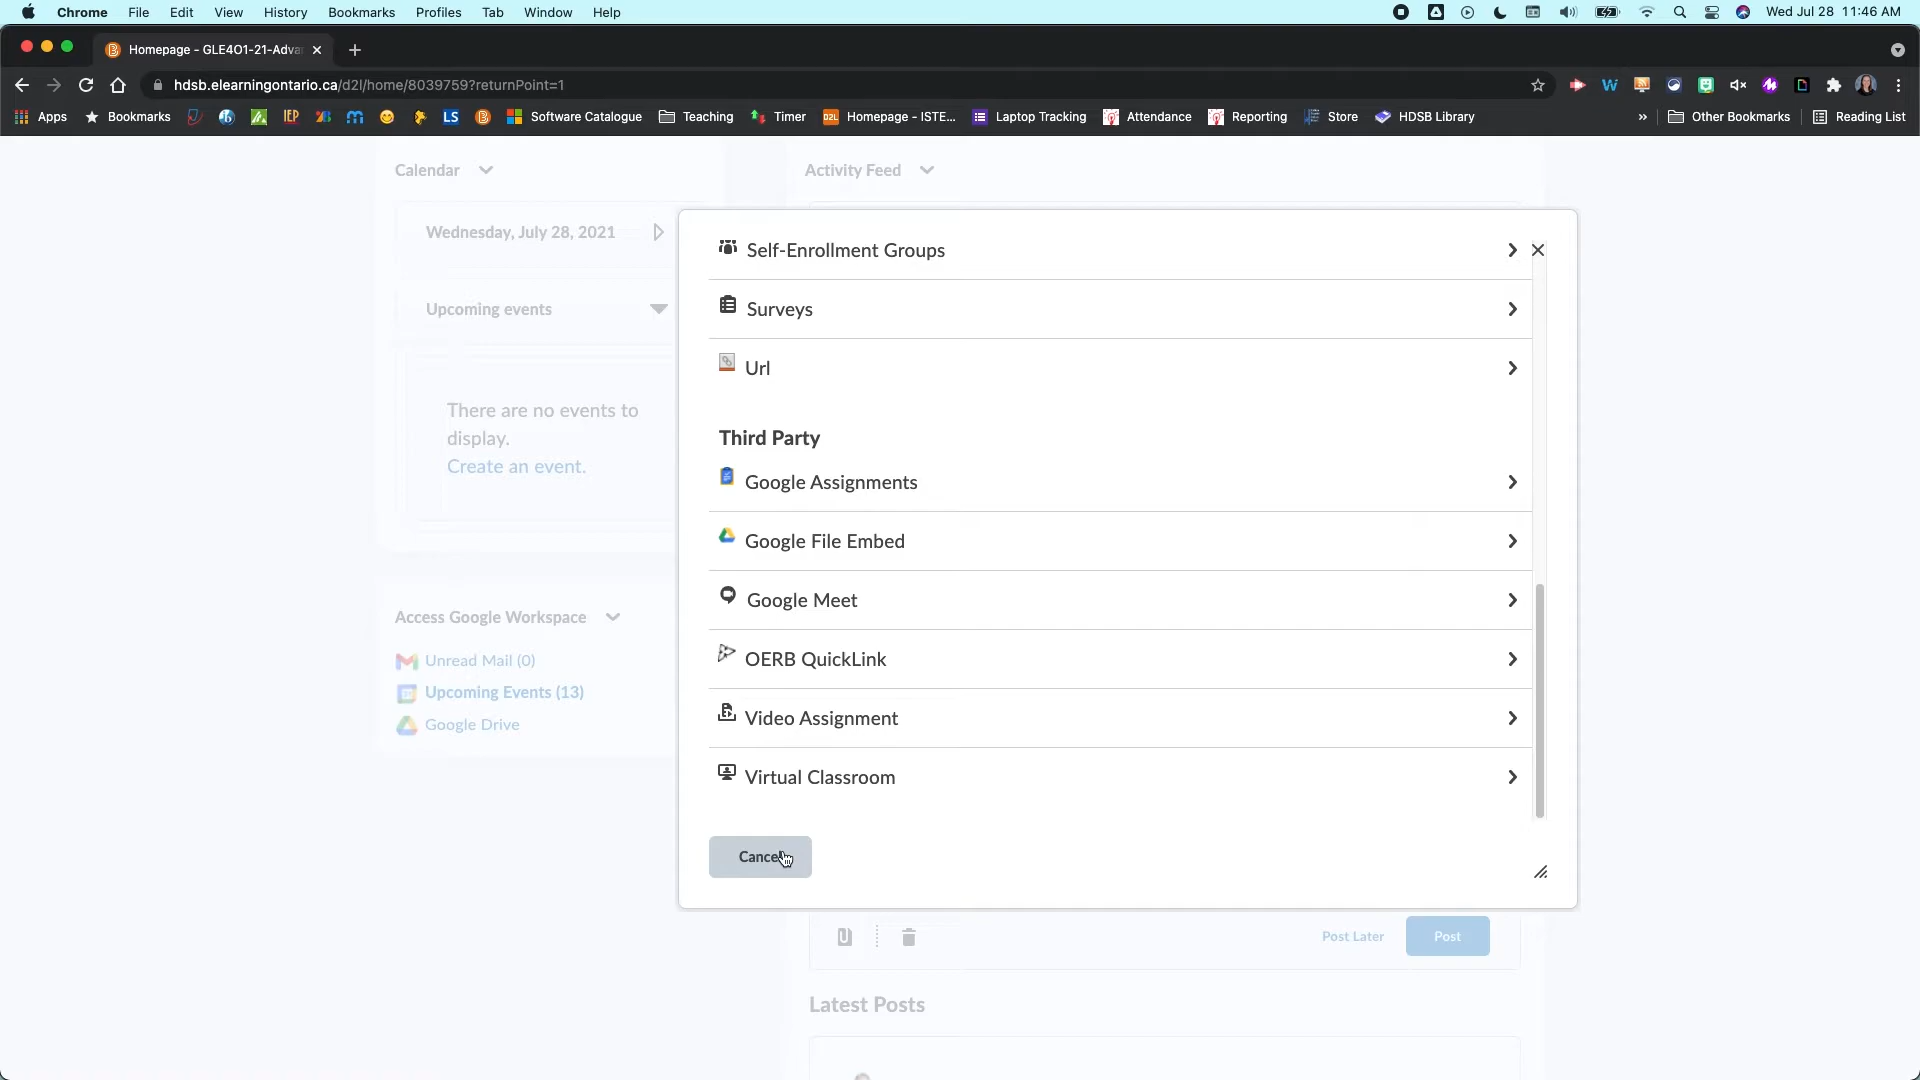 Chrome File Edit View History Bookmarks Profiles Tab Window Help Wed Jul 28 11:46 AM
Homepage - GLE4O1-21-Adva
hdsb.elearningontario.ca/d2l/home/8039759?returnPoint=1
Apps Bookmarks IEP LS Software Catalogue Teaching Timer D2L Homepage - ISTE... Laptop Tracking Attendance Reporting Store HDSB Library » Other Bookmarks Reading List
Calendar
Activity Feed
Wednesday, July 28, 2021
Upcoming events
There are no events to
display.
Create an event.
Access Google Workspace
Unread Mail (0)
Upcoming Events (13)
Google Drive
Self-Enrollment Groups
Surveys
Url
Third Party
Google Assignments
Google File Embed
Google Meet
OERB QuickLink
Video Assignment
Virtual Classroom
Cancel
Post Later
Post
Latest Posts